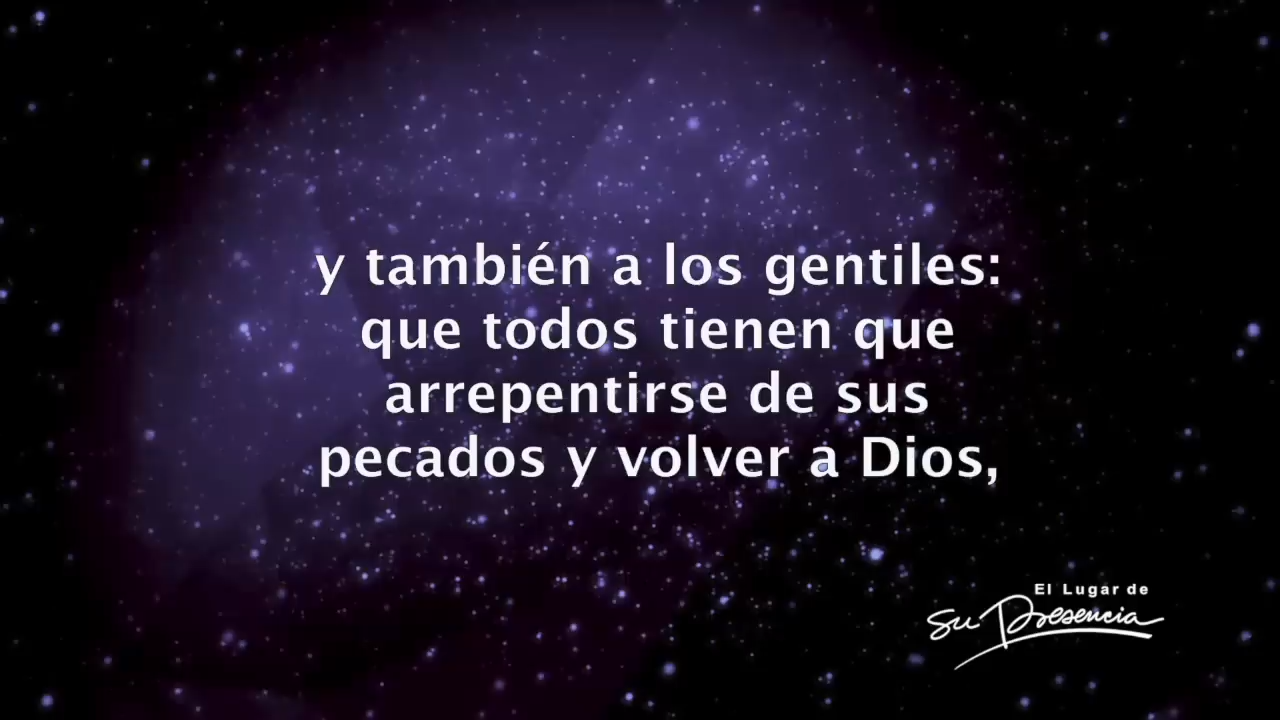 y también a los gentiles:
que todos tienen que
arrepentirse de sus
pecados y volver a Dios,
El Lugar de
Su Presencia